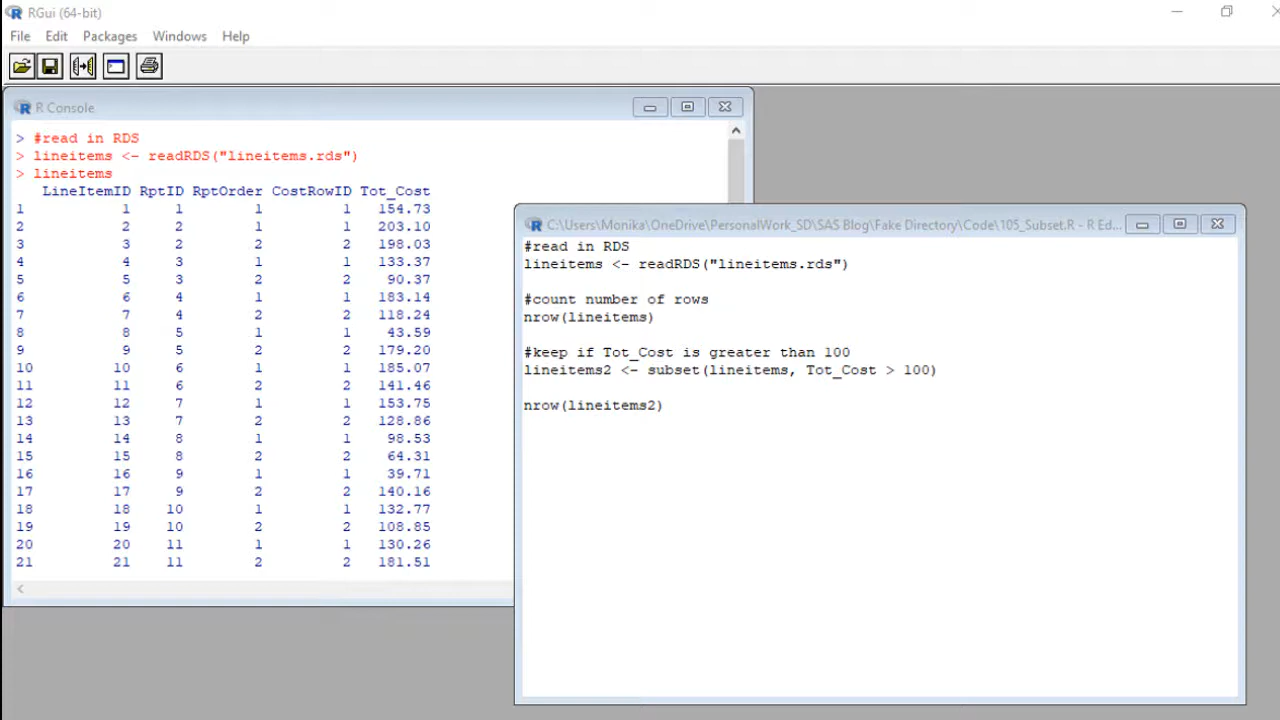 RGui (64-bit)
File Edit Packages Windows Help
R Console
> #read in RDS
> lineitems <- readRDS("lineitems.rds")
> lineitems
LineItemID RptID RptOrder CostRowID Tot_Cost
1 1 1 1 1 154.73
2 2 2 1 1 203.10
3 3 2 2 2 198.03
4 4 3 1 1 133.37
5 5 3 2 2 90.37
6 6 4 1 1 183.14
7 7 4 2 2 118.24
8 8 5 1 1 43.59
9 9 5 2 2 179.20
10 10 6 1 1 185.07
11 11 6 2 2 141.46
12 12 7 1 1 153.75
13 13 7 2 2 128.86
14 14 8 1 1 98.53
15 15 8 2 2 64.31
16 16 9 1 1 39.71
17 17 9 2 2 140.16
18 18 10 1 1 132.77
19 19 10 2 2 108.85
20 20 11 1 1 130.26
21 21 11 2 2 181.51
C:\Users\Monika\OneDrive\PersonalWork_SD\SAS Blog\Fake Directory\Code\105_Subset.R - R Ed...
#read in RDS
lineitems <- readRDS("lineitems.rds")
#count number of rows
nrow(lineitems)
#keep if Tot_Cost is greater than 100
lineitems2 <- subset(lineitems, Tot_Cost > 100)
nrow(lineitems2)